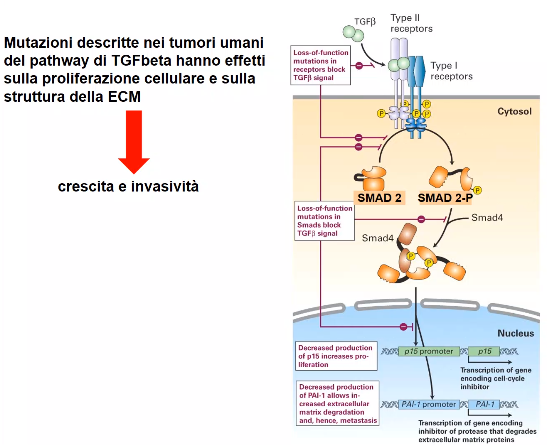 Mutazioni descritte nei tumori umani
del pathway di TGFbeta hanno effetti
sulla proliferazione cellulare e sulla
struttura della ECM
crescita e invasività
TGFβ
Type II
receptors
Loss-of-function
mutations in
receptors block
TGFβ signal
Type I
receptors
Cytosol
P
P
P
P
SMAD 2
SMAD 2-P
P
Loss-of-function
mutations in
Smads block
TGFβ signal
Smad4
Smad4
P
P
Nucleus
Decreased production
of p15 increases pro-
liferation
p15 promoter
p15
Transcription of gene
encoding cell-cycle
inhibitor
Decreased production
of PAI-1 allows in-
creased extracellular
matrix degradation
and, hence, metastasis
PAI-1 promoter
PAI-1
Transcription of gene encoding
inhibitor of protease that degrades
extracellular matrix proteins